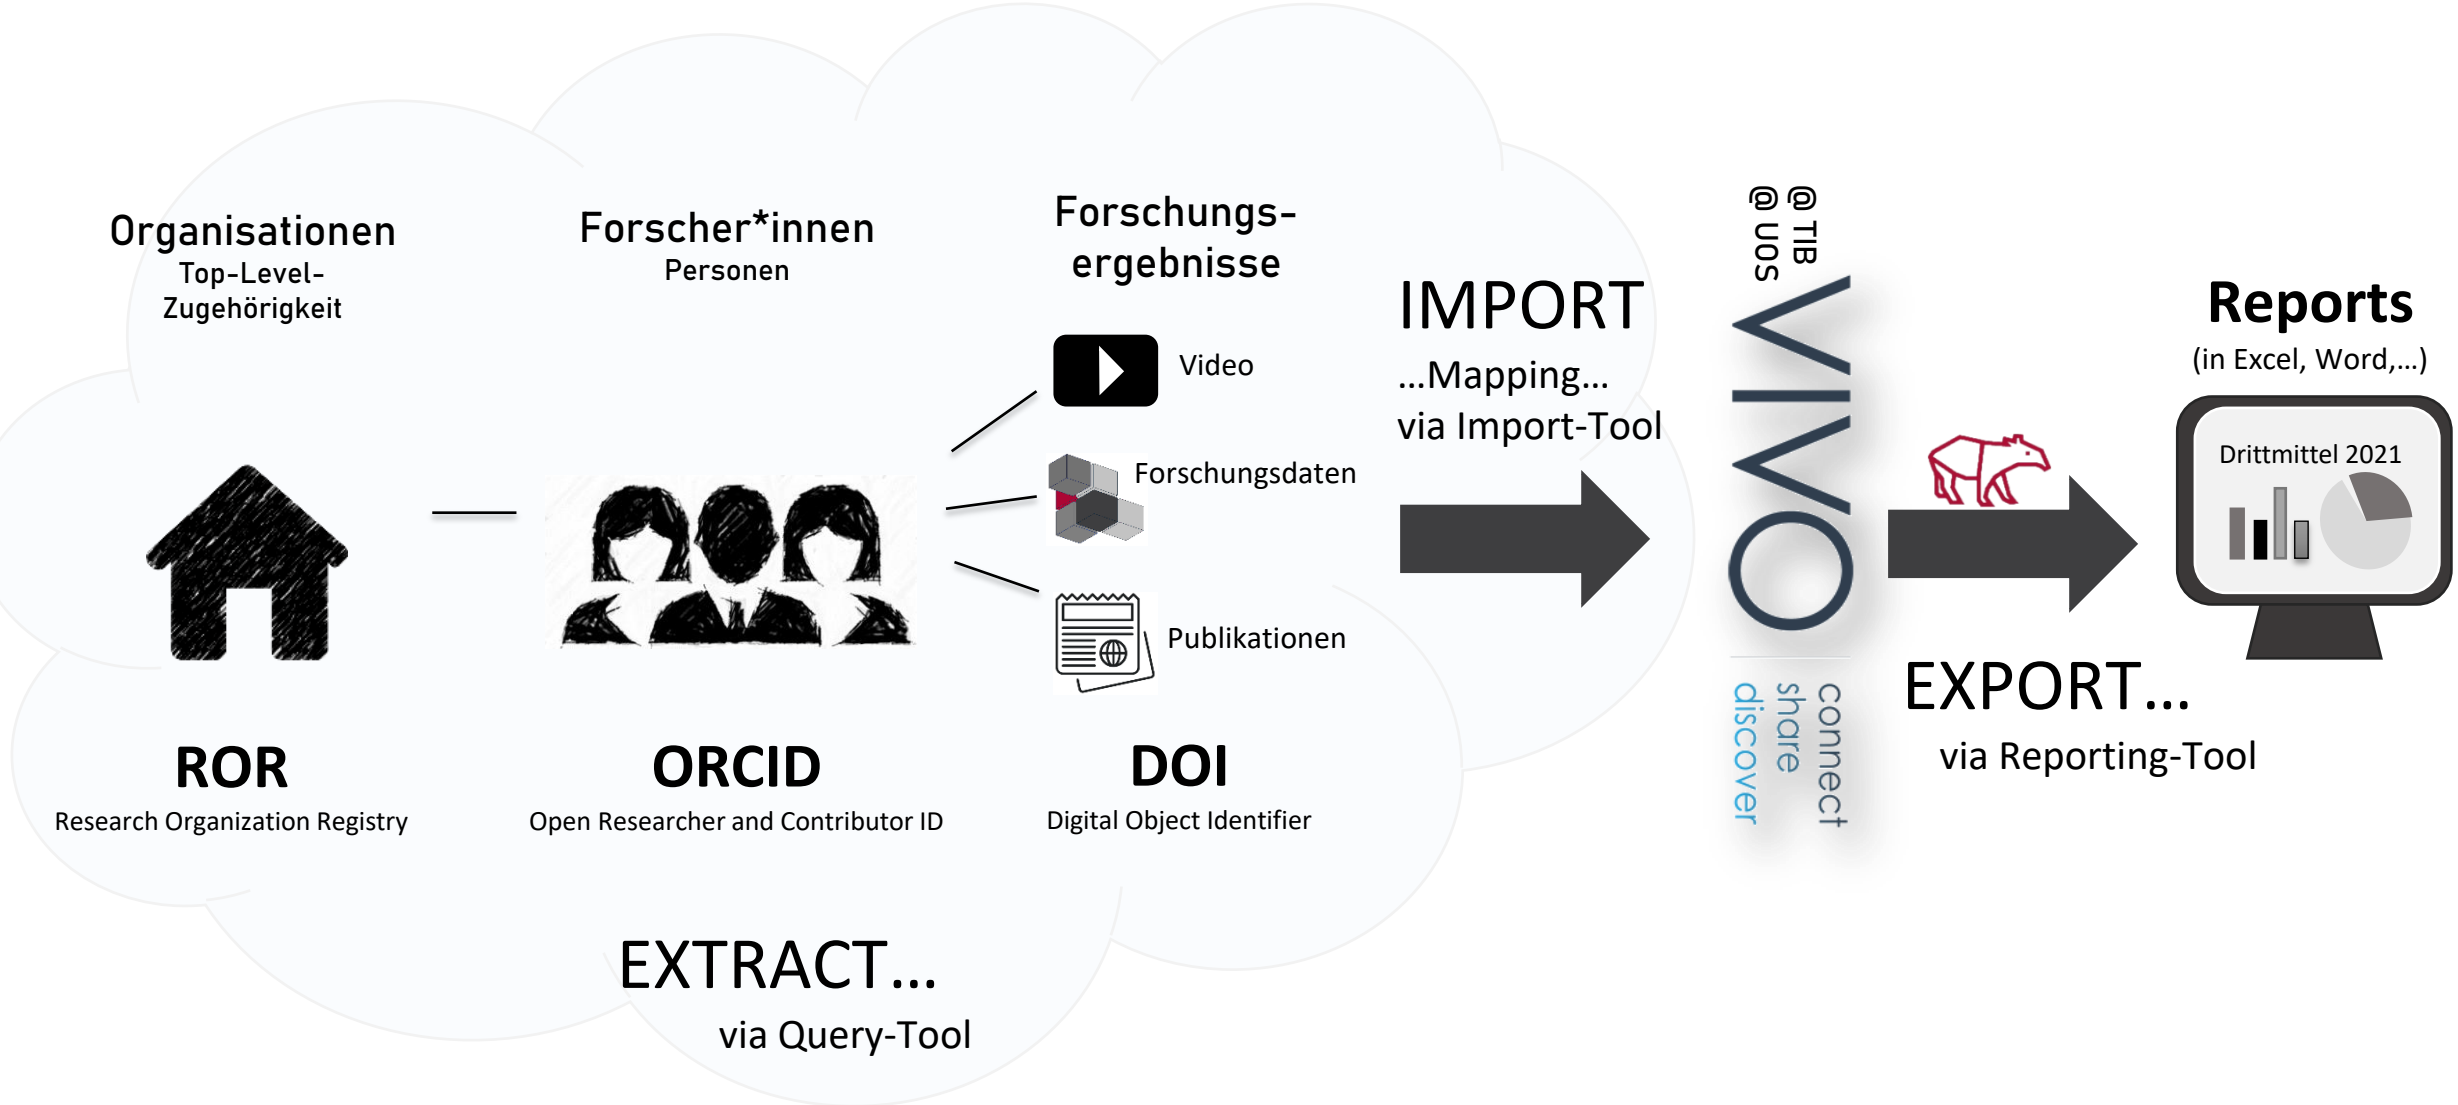 Organisationen
Top-Level-
Zugehörigkeit
Forscher*innen
Personen
Forschungs-
ergebnisse
Video
Forschungsdaten
Publikationen
ROR
Research Organization Registry
ORCID
Open Researcher and Contributor ID
DOI
Digital Object Identifier
EXTRACT...
via Query-Tool
IMPORT
...Mapping...
via Import-Tool
@ TIB
@ UOS
VIVO
connect
share
discover
EXPORT...
via Reporting-Tool
Reports
(in Excel, Word,...)
Drittmittel 2021